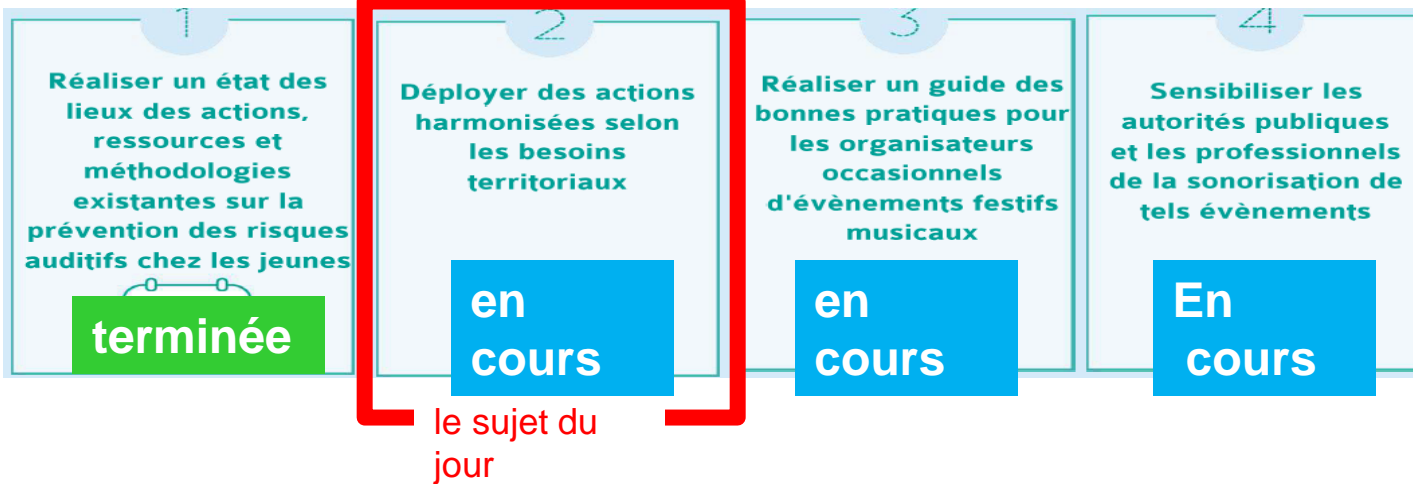 1
Réaliser un état des
lieux des actions,
ressources et
méthodologies
existantes sur la
prévention des risques
auditifs chez les jeunes
terminée
2
Déployer des actions
harmonisées selon
les besoins
territoriaux
en
cours
le sujet du
jour
3
Réaliser un guide des
bonnes pratiques pour
les organisateurs
occasionnels
d'évènements festifs
musicaux
en
cours
4
Sensibiliser les
autorités publiques
et les professionnels
de la sonorisation de
tels évènements
En
cours